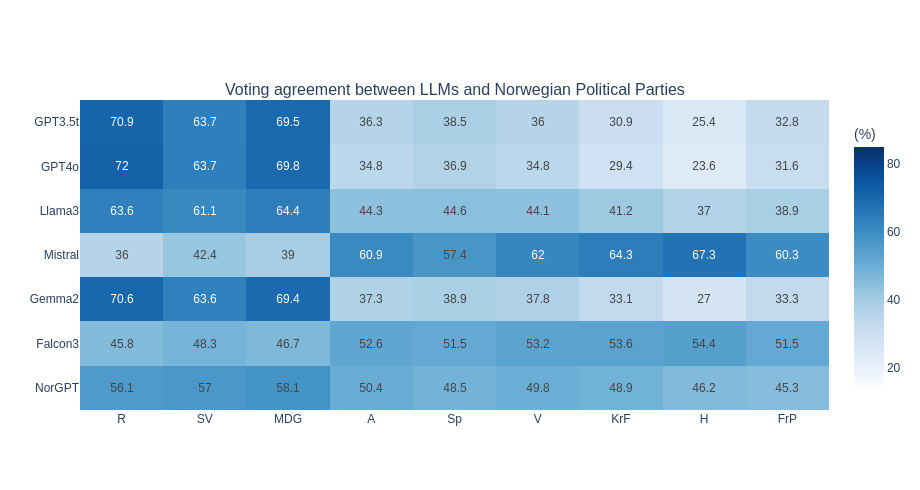 Voting agreement between LLMs and Norwegian Political Parties
(%)
GPT3.5t 70.9 63.7 69.5 36.3 38.5 36 30.9 25.4 32.8
GPT4o 72 63.7 69.8 34.8 36.9 34.8 29.4 23.6 31.6
Llama3 63.6 61.1 64.4 44.3 44.6 44.1 41.2 37 38.9
Mistral 36 42.4 39 60.9 57.4 62 64.3 67.3 60.3
Gemma2 70.6 63.6 69.4 37.3 38.9 37.8 33.1 27 33.3
Falcon3 45.8 48.3 46.7 52.6 51.5 53.2 53.6 54.4 51.5
NorGPT 56.1 57 58.1 50.4 48.5 49.8 48.9 46.2 45.3
R SV MDG A Sp V KrF H FrP
80
60
40
20